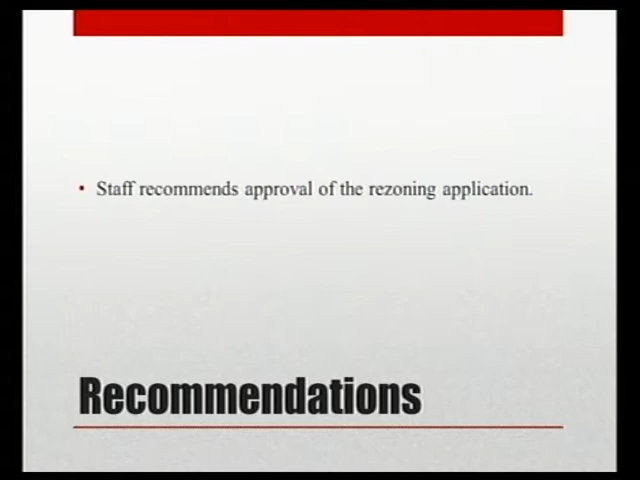 • Staff recommends approval of the rezoning application.
Recommendations